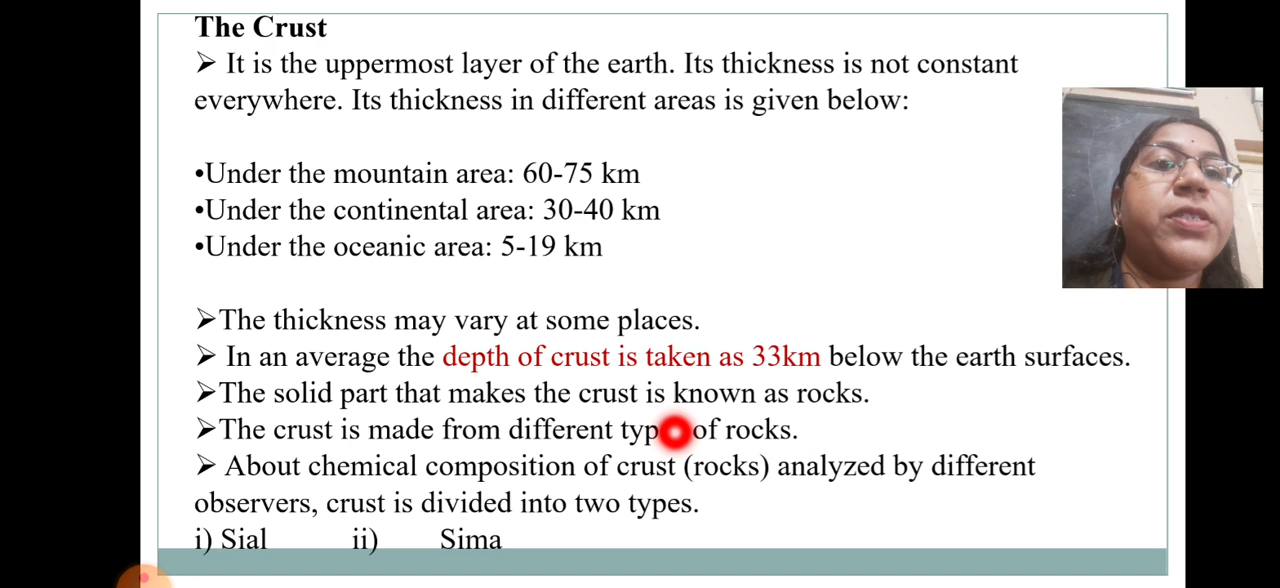 The Crust
➢ It is the uppermost layer of the earth. Its thickness is not constant
everywhere. Its thickness in different areas is given below:
•Under the mountain area: 60-75 km
•Under the continental area: 30-40 km
•Under the oceanic area: 5-19 km
➢The thickness may vary at some places.
➢ In an average the depth of crust is taken as 33km below the earth surfaces.
➢The solid part that makes the crust is known as rocks.
➢The crust is made from different of rocks.
➢ About chemical composition of crust (rocks) analyzed by different
observers, crust is divided into two types.
i) Sial ii) Sima